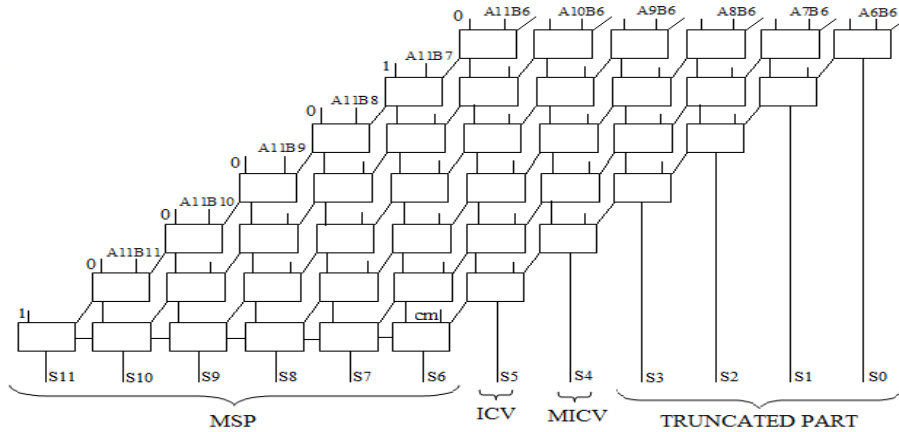 0 A11B6 A10B6 A9B6 A8B6 A7B6 A6B6
1 A11B7
0 A11B8
0 A11B9
0 A11B10
0 A11B11
1 cm
S11 S10 S9 S8 S7 S6 S5 S4 S3 S2 S1 S0
MSP ICV MICV TRUNCATED PART